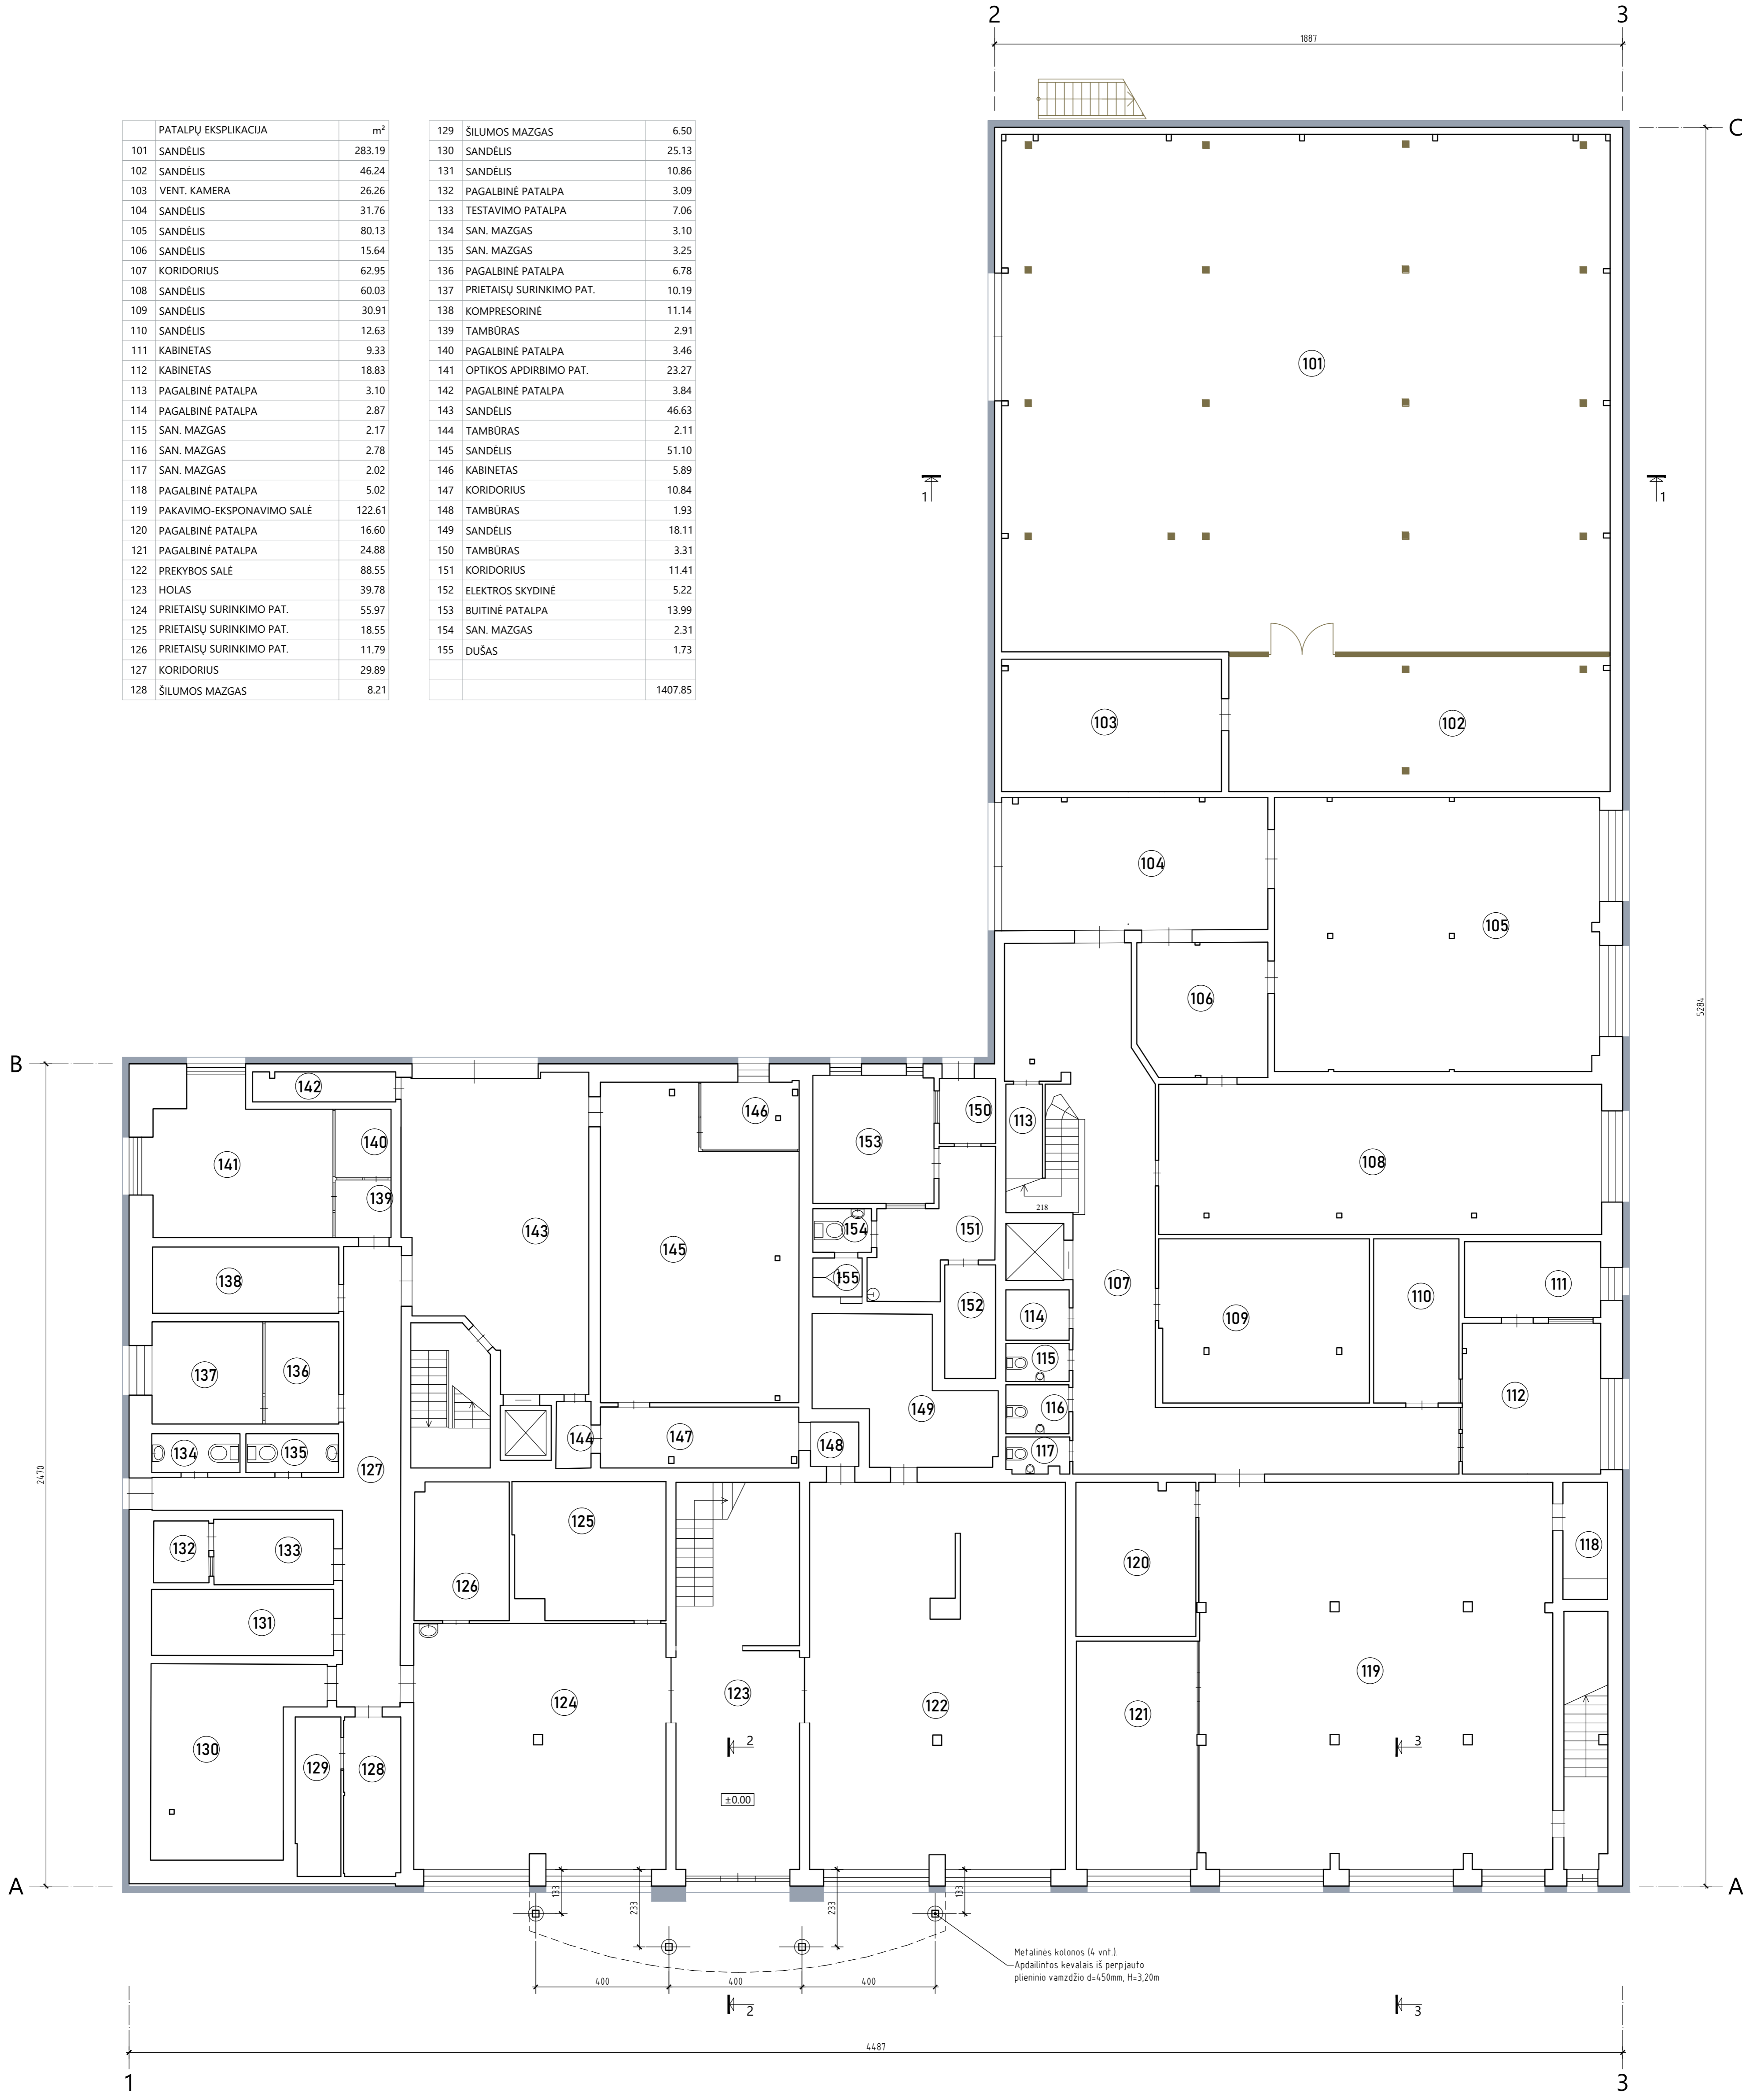 2
3
1887
C
PATALPŲ EKSPLIKACIJA m²
101 SANDĖLIS 283.19
102 SANDĖLIS 46.24
103 VENT. KAMERA 26.26
104 SANDĖLIS 31.76
105 SANDĖLIS 80.13
106 SANDĖLIS 15.64
107 KORIDORIUS 62.95
108 SANDĖLIS 60.03
109 SANDĖLIS 30.91
110 SANDĖLIS 12.63
111 KABINETAS 9.33
112 KABINETAS 18.83
113 PAGALBINĖ PATALPA 3.10
114 PAGALBINĖ PATALPA 2.87
115 SAN. MAZGAS 2.17
116 SAN. MAZGAS 2.78
117 SAN. MAZGAS 2.02
118 PAGALBINĖ PATALPA 5.02
119 PAKAVIMO-EKSPONAVIMO SALĖ 122.61
120 PAGALBINĖ PATALPA 16.60
121 PAGALBINĖ PATALPA 24.88
122 PREKYBOS SALĖ 88.55
123 HOLAS 39.78
124 PRIETAISŲ SURINKIMO PAT. 55.97
125 PRIETAISŲ SURINKIMO PAT. 18.55
126 PRIETAISŲ SURINKIMO PAT. 11.79
127 KORIDORIUS 29.89
128 ŠILUMOS MAZGAS 8.21
129 ŠILUMOS MAZGAS 6.50
130 SANDĖLIS 25.13
131 SANDĖLIS 10.86
132 PAGALBINĖ PATALPA 3.09
133 TESTAVIMO PATALPA 7.06
134 SAN. MAZGAS 3.10
135 SAN. MAZGAS 3.25
136 PAGALBINĖ PATALPA 6.78
137 PRIETAISŲ SURINKIMO PAT. 10.19
138 KOMPRESORINĖ 11.14
139 TAMBŪRAS 2.91
140 PAGALBINĖ PATALPA 3.46
141 OPTIKOS APDIRBIMO PAT. 23.27
142 PAGALBINĖ PATALPA 3.84
143 SANDĖLIS 46.63
144 TAMBŪRAS 2.11
145 SANDĖLIS 51.10
146 KABINETAS 5.89
147 KORIDORIUS 10.84
148 TAMBŪRAS 1.93
149 SANDĖLIS 18.11
150 TAMBŪRAS 3.31
151 KORIDORIUS 11.41
152 ELEKTROS SKYDINĖ 5.22
153 BUITINĖ PATALPA 13.99
154 SAN. MAZGAS 2.31
155 DUŠAS 1.73
1407.85
101
1
1
103
102
104
105
106
5284
B
142
146
150
113
140
153
141
108
139
218
151
154
143
145
138
155
107
111
152
110
114
109
137
136
115
112
116
149
144
147
148
134
135
117
127
2470
125
132
133
118
120
126
131
119
123
124
122
121
2
3
130
129
128
±0.00
A
A
133
233
233
133
Metalinės kolonos (4 vnt.).
Apdailintos kevalais iš perpjauto
plieninio vamzdžio d=450mm, H=3,20m
400
400
400
2
3
4487
1
3